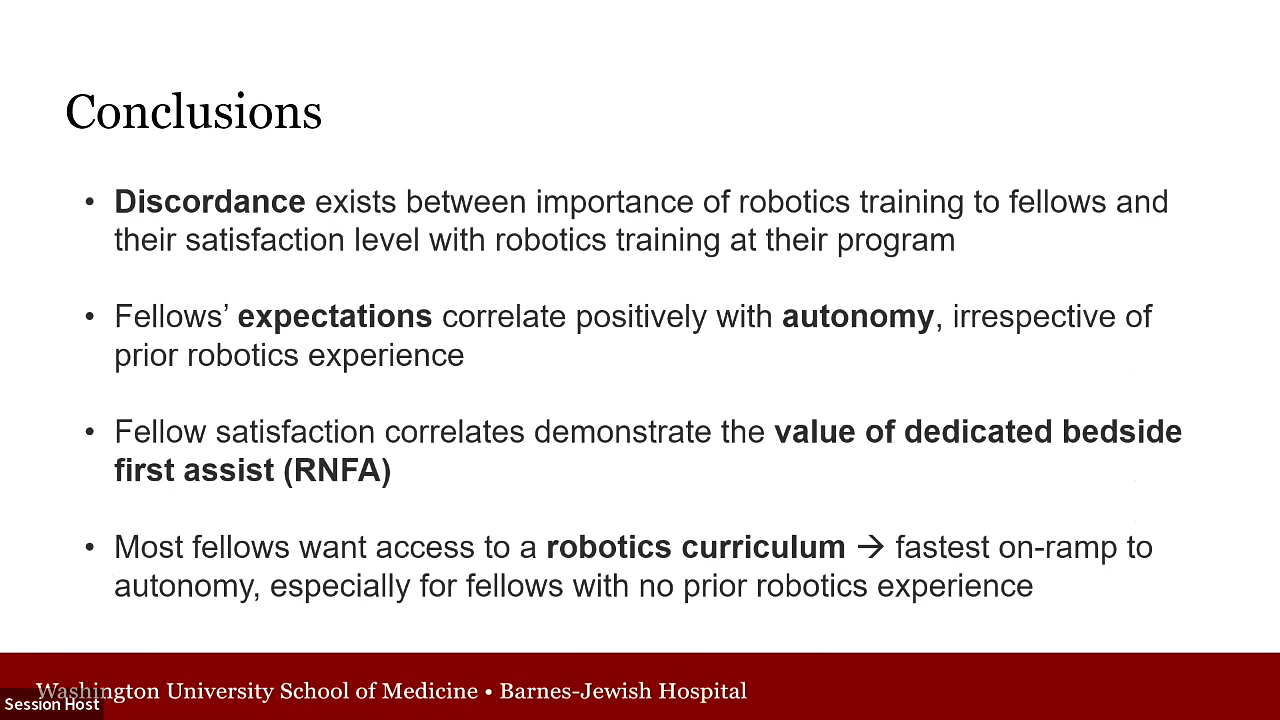 Conclusions
• Discordance exists between importance of robotics training to fellows and
their satisfaction level with robotics training at their program
• Fellows’ expectations correlate positively with autonomy, irrespective of
prior robotics experience
• Fellow satisfaction correlates demonstrate the value of dedicated bedside
first assist (RNFA)
• Most fellows want access to a robotics curriculum → fastest on-ramp to
autonomy, especially for fellows with no prior robotics experience
Washington University School of Medicine • Barnes-Jewish Hospital
Session Host